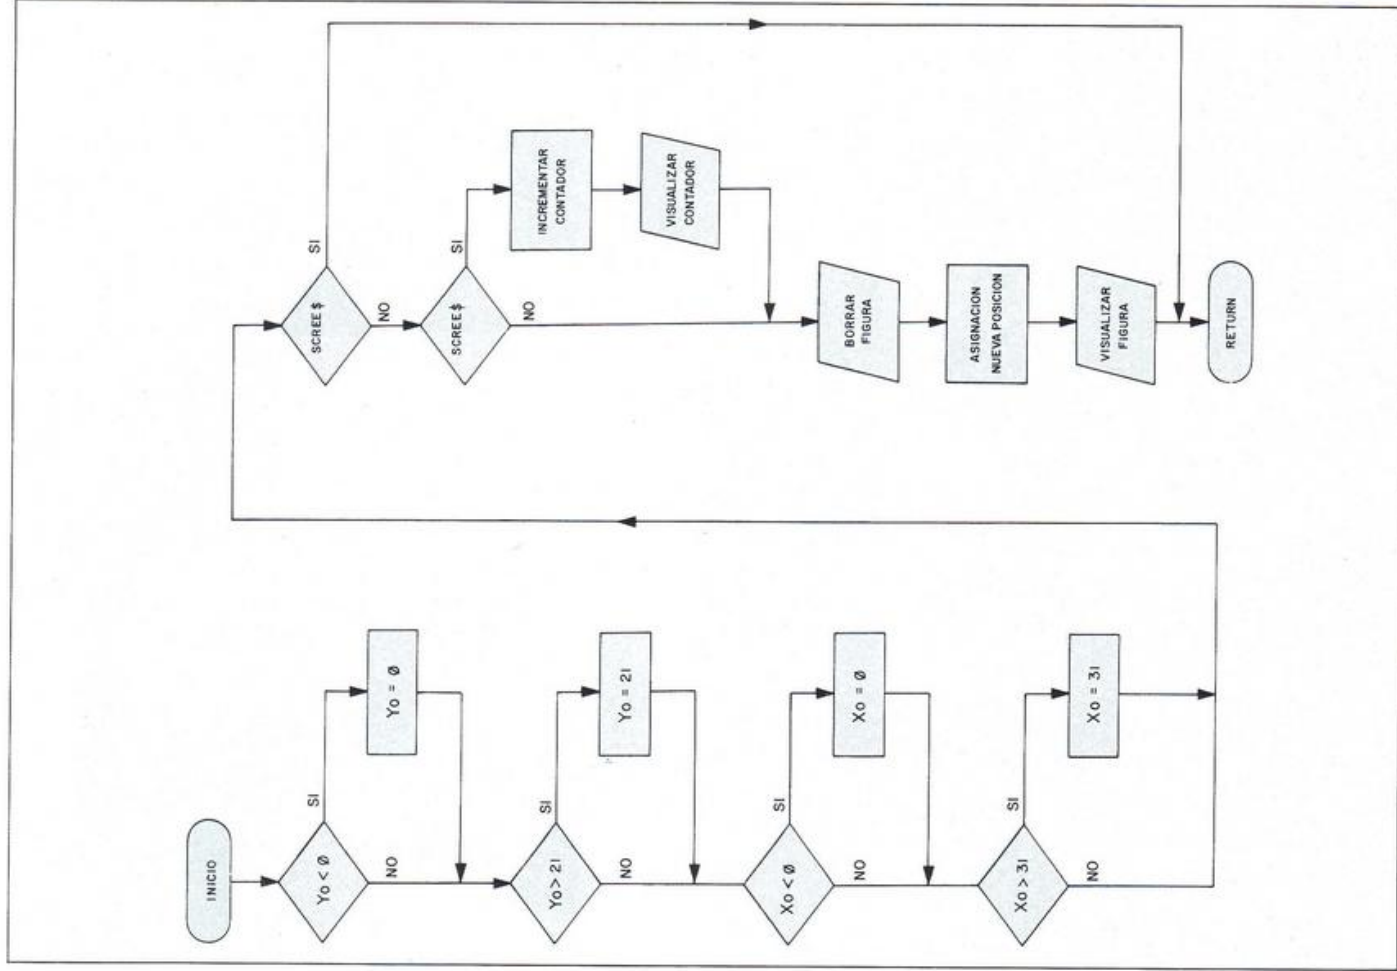 INICIO
Yo < Ø
SI
NO
Yo = Ø
Yo > 21
SI
NO
Yo = 21
Xo < Ø
SI
NO
Xo = Ø
Xo > 31
SI
NO
Xo = 31
SCREE $
SI
NO
SCREE $
SI
NO
INCREMENTAR
CONTADOR
VISUALIZAR
CONTADOR
BORRAR
FIGURA
ASIGNACION
NUEVA POSICION
VISUALIZAR
FIGURA
RETURN